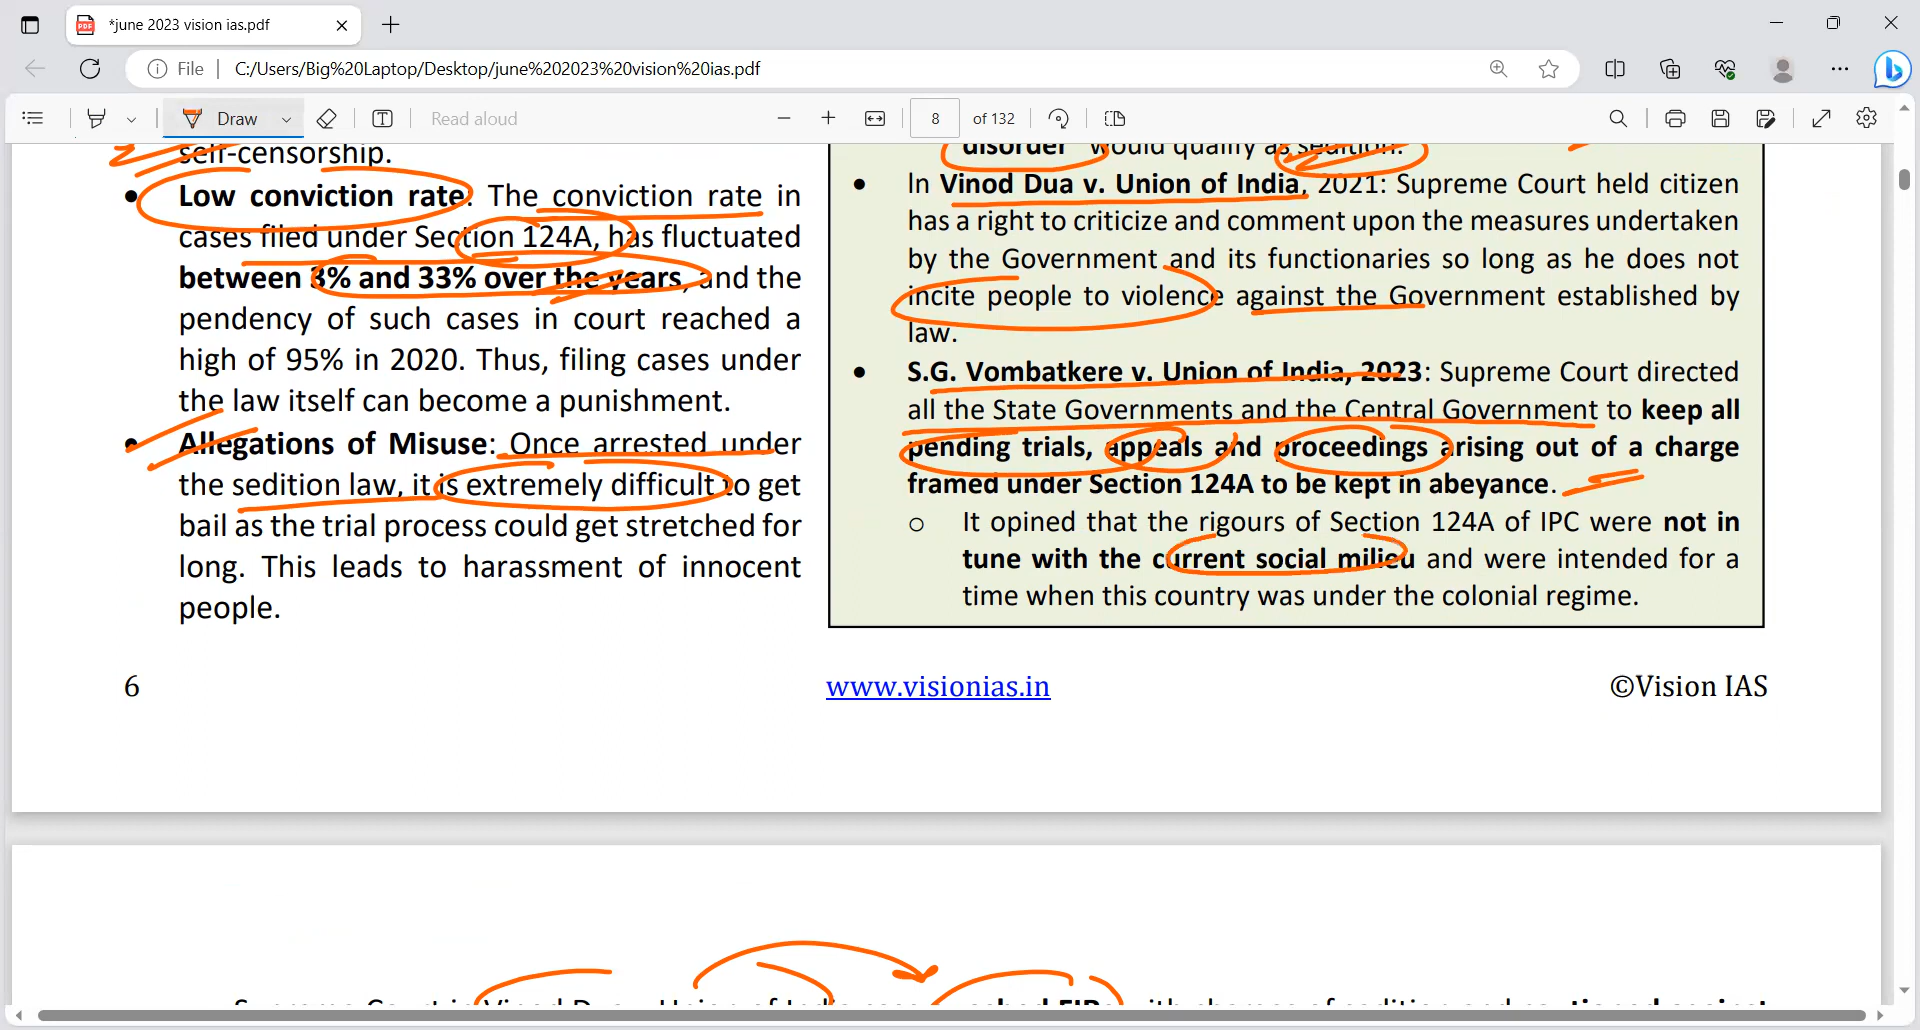 *june 2023 vision ias.pdf
File
C:/Users/Big%20Laptop/Desktop/june%202023%20vision%20ias.pdf
Draw
Read aloud
8 of 132
self-censorship.
• Low conviction rate: The conviction rate in
cases filed under Section 124A, has fluctuated
between 3% and 33% over the years, and the
pendency of such cases in court reached a
high of 95% in 2020. Thus, filing cases under
the law itself can become a punishment.
• Allegations of Misuse: Once arrested under
the sedition law, it is extremely difficult to get
bail as the trial process could get stretched for
long. This leads to harassment of innocent
people.
disorder" would qualify as sedition.
• In Vinod Dua v. Union of India, 2021: Supreme Court held citizen
has a right to criticize and comment upon the measures undertaken
by the Government and its functionaries so long as he does not
incite people to violence against the Government established by
law.
• S.G. Vombatkere v. Union of India, 2023: Supreme Court directed
all the State Governments and the Central Government to keep all
pending trials, appeals and proceedings arising out of a charge
framed under Section 124A to be kept in abeyance.
o It opined that the rigours of Section 124A of IPC were not in
tune with the current social milieu and were intended for a
time when this country was under the colonial regime.
6
www.visionias.in
©Vision IAS